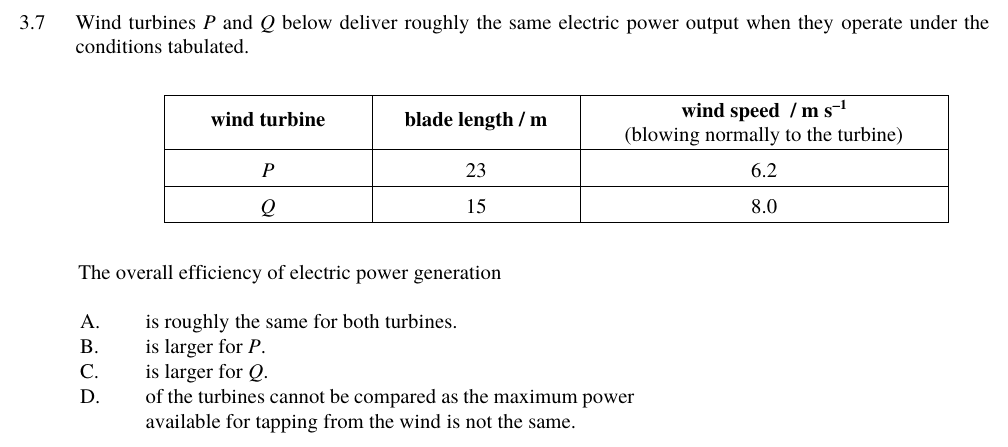 3.7 Wind turbines P and Q below deliver roughly the same electric power output when they operate under the
conditions tabulated.
wind turbine blade length / m wind speed / m s⁻¹
(blowing normally to the turbine)
P 23 6.2
Q 15 8.0
The overall efficiency of electric power generation
A. is roughly the same for both turbines.
B. is larger for P.
C. is larger for Q.
D. of the turbines cannot be compared as the maximum power
available for tapping from the wind is not the same.